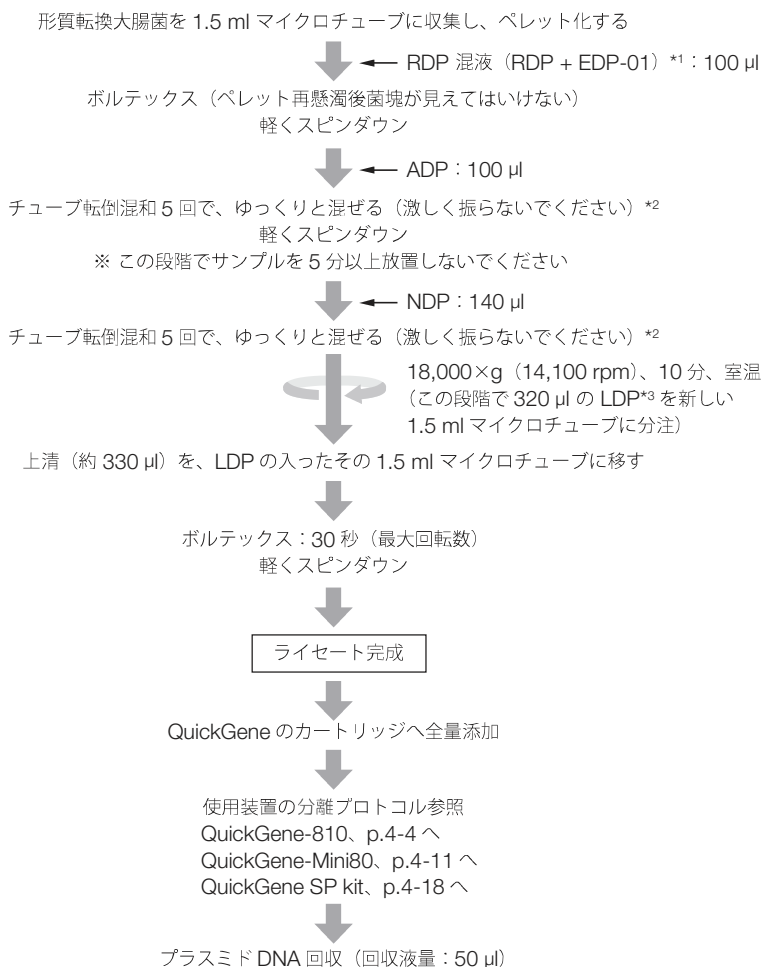 形質転換大腸菌を 1.5 ml マイクロチューブに収集し、ペレット化する
RDP 混液（RDP + EDP-01）*1：100 µl
ボルテックス（ペレット再懸濁後菌塊が見えてはいけない）
軽くスピンダウン
ADP：100 µl
チューブ転倒混和 5 回で、ゆっくりと混ぜる（激しく振らないでください）*2
軽くスピンダウン
※ この段階でサンプルを 5 分以上放置しないでください
NDP：140 µl
チューブ転倒混和 5 回で、ゆっくりと混ぜる（激しく振らないでください）*2
18,000×g（14,100 rpm）、10 分、室温
（この段階で 320 µl の LDP*3 を新しい
1.5 ml マイクロチューブに分注）
上清（約 330 µl）を、LDP の入ったその 1.5 ml マイクロチューブに移す
ボルテックス：30 秒（最大回転数）
軽くスピンダウン
ライセート完成
QuickGene のカートリッジへ全量添加
使用装置の分離プロトコル参照
QuickGene-810、p.4-4 へ
QuickGene-Mini80、p.4-11 へ
QuickGene SP kit、p.4-18 へ
プラスミド DNA 回収（回収液量：50 µl）